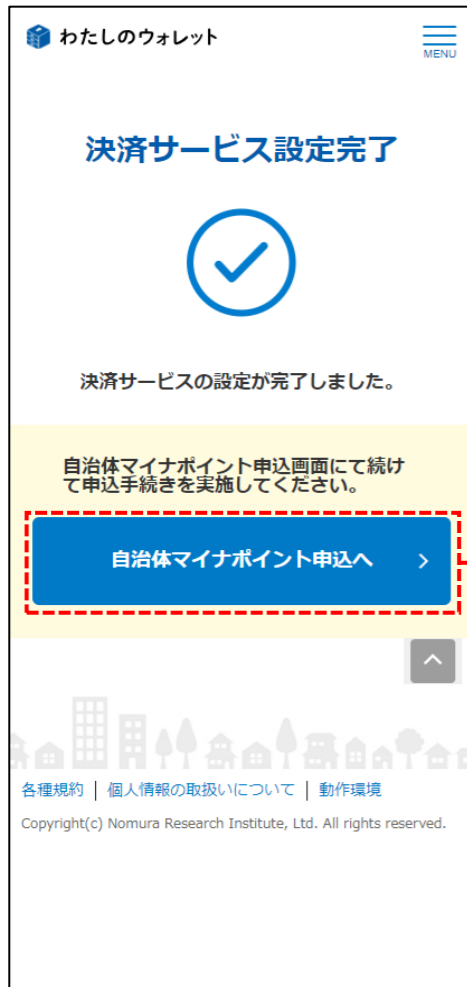 わたしのウォレット
MENU
決済サービス設定完了
決済サービスの設定が完了しました。
自治体マイナポイント申込画面にて続け
て申込手続きを実施してください。
自治体マイナポイント申込へ
各種規約 | 個人情報の取扱いについて | 動作環境
Copyright(c) Nomura Research Institute, Ltd. All rights reserved.